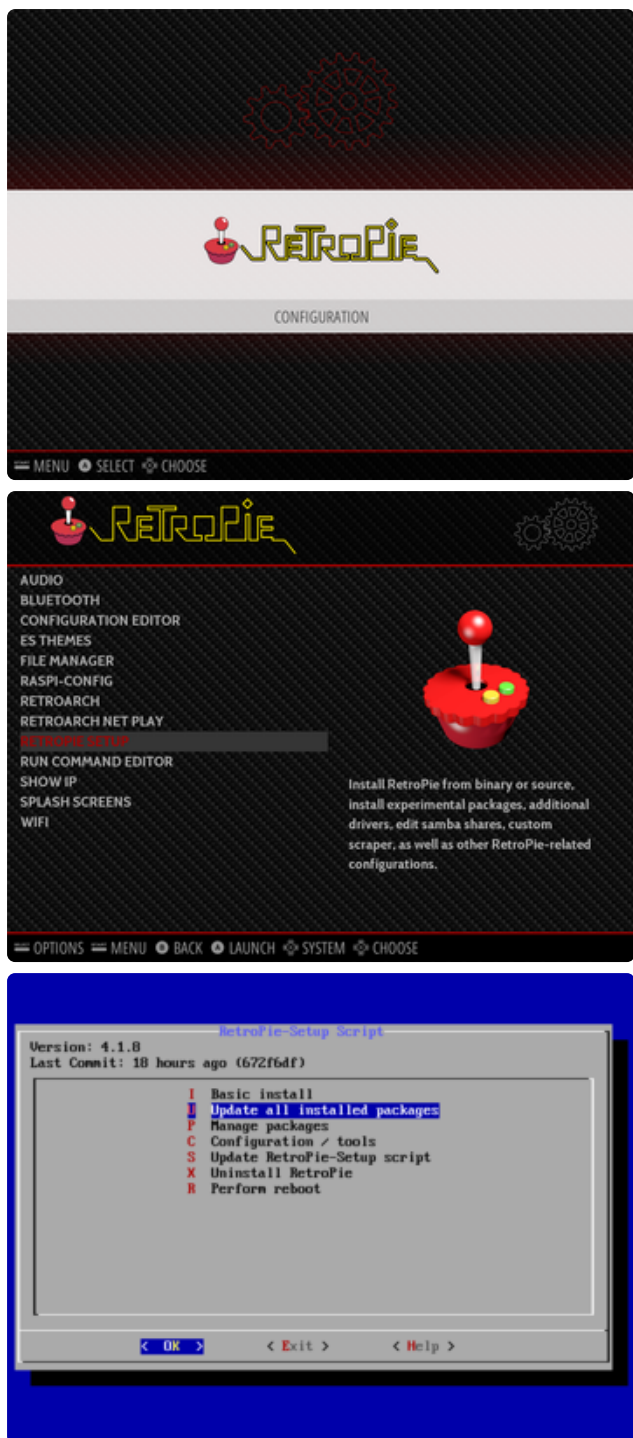 RETROPIE
CONFIGURATION
MENU SELECT CHOOSE
RETROPIE
AUDIO
BLUETOOTH
CONFIGURATION EDITOR
ES THEMES
FILE MANAGER
RASPI-CONFIG
RETROARCH
RETROARCH NET PLAY
RETROPIE SETUP
RUN COMMAND EDITOR
SHOW IP
SPLASH SCREENS
WIFI
Install RetroPie from binary or source,
install experimental packages, additional
drivers, edit samba shares, custom
scraper, as well as other RetroPie-related
configurations.
OPTIONS MENU BACK LAUNCH SYSTEM CHOOSE
RetroPie-Setup Script
Version: 4.1.8
Last Commit: 18 hours ago (672f6df)
I Basic install
U Update all installed packages
P Manage packages
C Configuration / tools
S Update RetroPie-Setup script
X Uninstall RetroPie
R Perform reboot
< OK > < Exit > < Help >